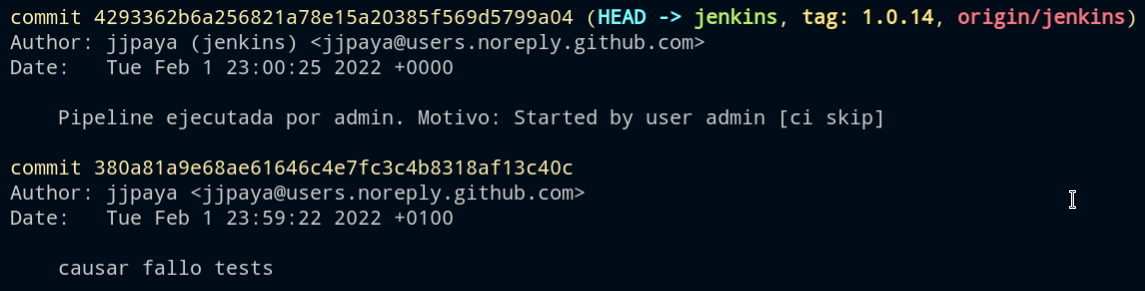 commit 4293362b6a256821a78e15a20385f569d5799a04 (HEAD -> jenkins, tag: 1.0.14, origin/jenkins)
Author: jjpaya (jenkins) <jjpaya@users.noreply.github.com>
Date:   Tue Feb 1 23:00:25 2022 +0000
Pipeline ejecutada por admin. Motivo: Started by user admin [ci skip]
commit 380a81a9e68ae61646c4e7fc3c4b8318af13c40c
Author: jjpaya <jjpaya@users.noreply.github.com>
Date:   Tue Feb 1 23:59:22 2022 +0100
causar fallo tests